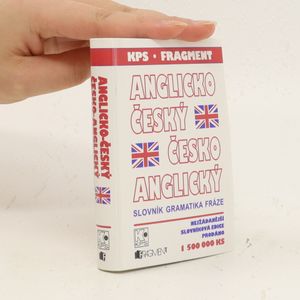 KPS • FRAGMENT
ANGLICKO
ČESKÝ
ČESKO
ANGLICKÝ
SLOVNÍK GRAMATIKA FRÁZE
NEJŽÁDANĚJŠÍ
SLOVNÍKOVÁ EDICE
PRODÁNO
1 500 000 KS
FRAGMENT
ANGLICKO-ČESKÝ
ČESKO-ANGLICKÝ